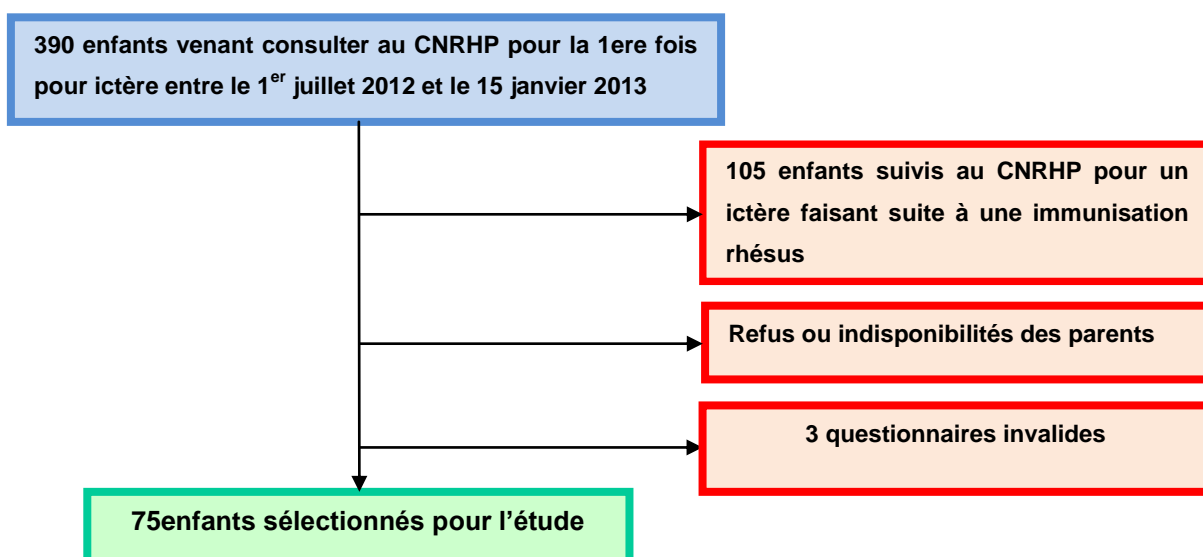 390 enfants venant consulter au CNRHP pour la 1ere fois
pour ictère entre le 1er juillet 2012 et le 15 janvier 2013
105 enfants suivis au CNRHP pour un
ictère faisant suite à une immunisation
rhésus
Refus ou indisponibilités des parents
3 questionnaires invalides
75enfants sélectionnés pour l'étude